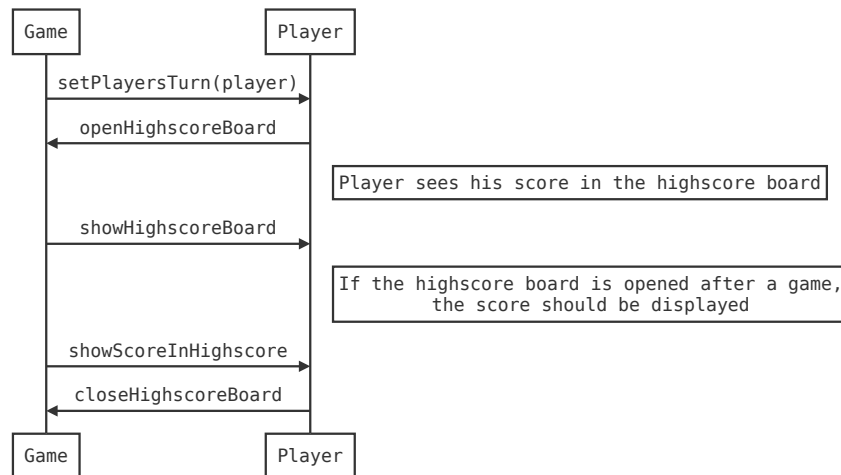 Game
Player
setPlayersTurn(player)
openHighscoreBoard
Player sees his score in the highscore board
showHighscoreBoard
If the highscore board is opened after a game,
the score should be displayed
showScoreInHighscore
closeHighscoreBoard
Game
Player